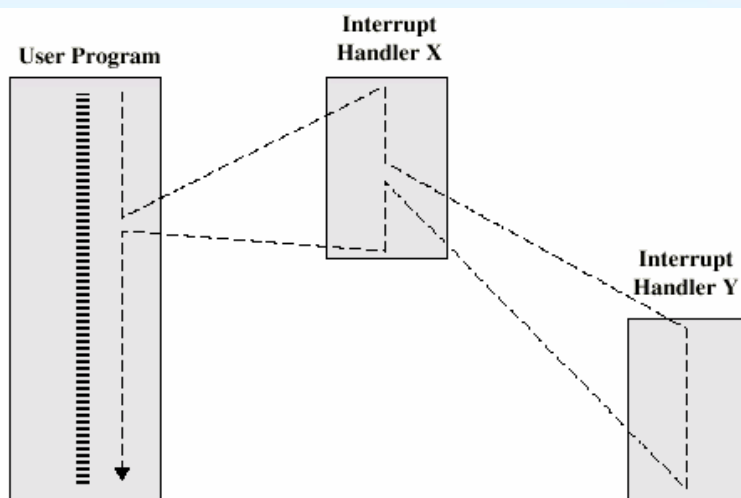 User Program
Interrupt
Handler X
Interrupt
Handler Y